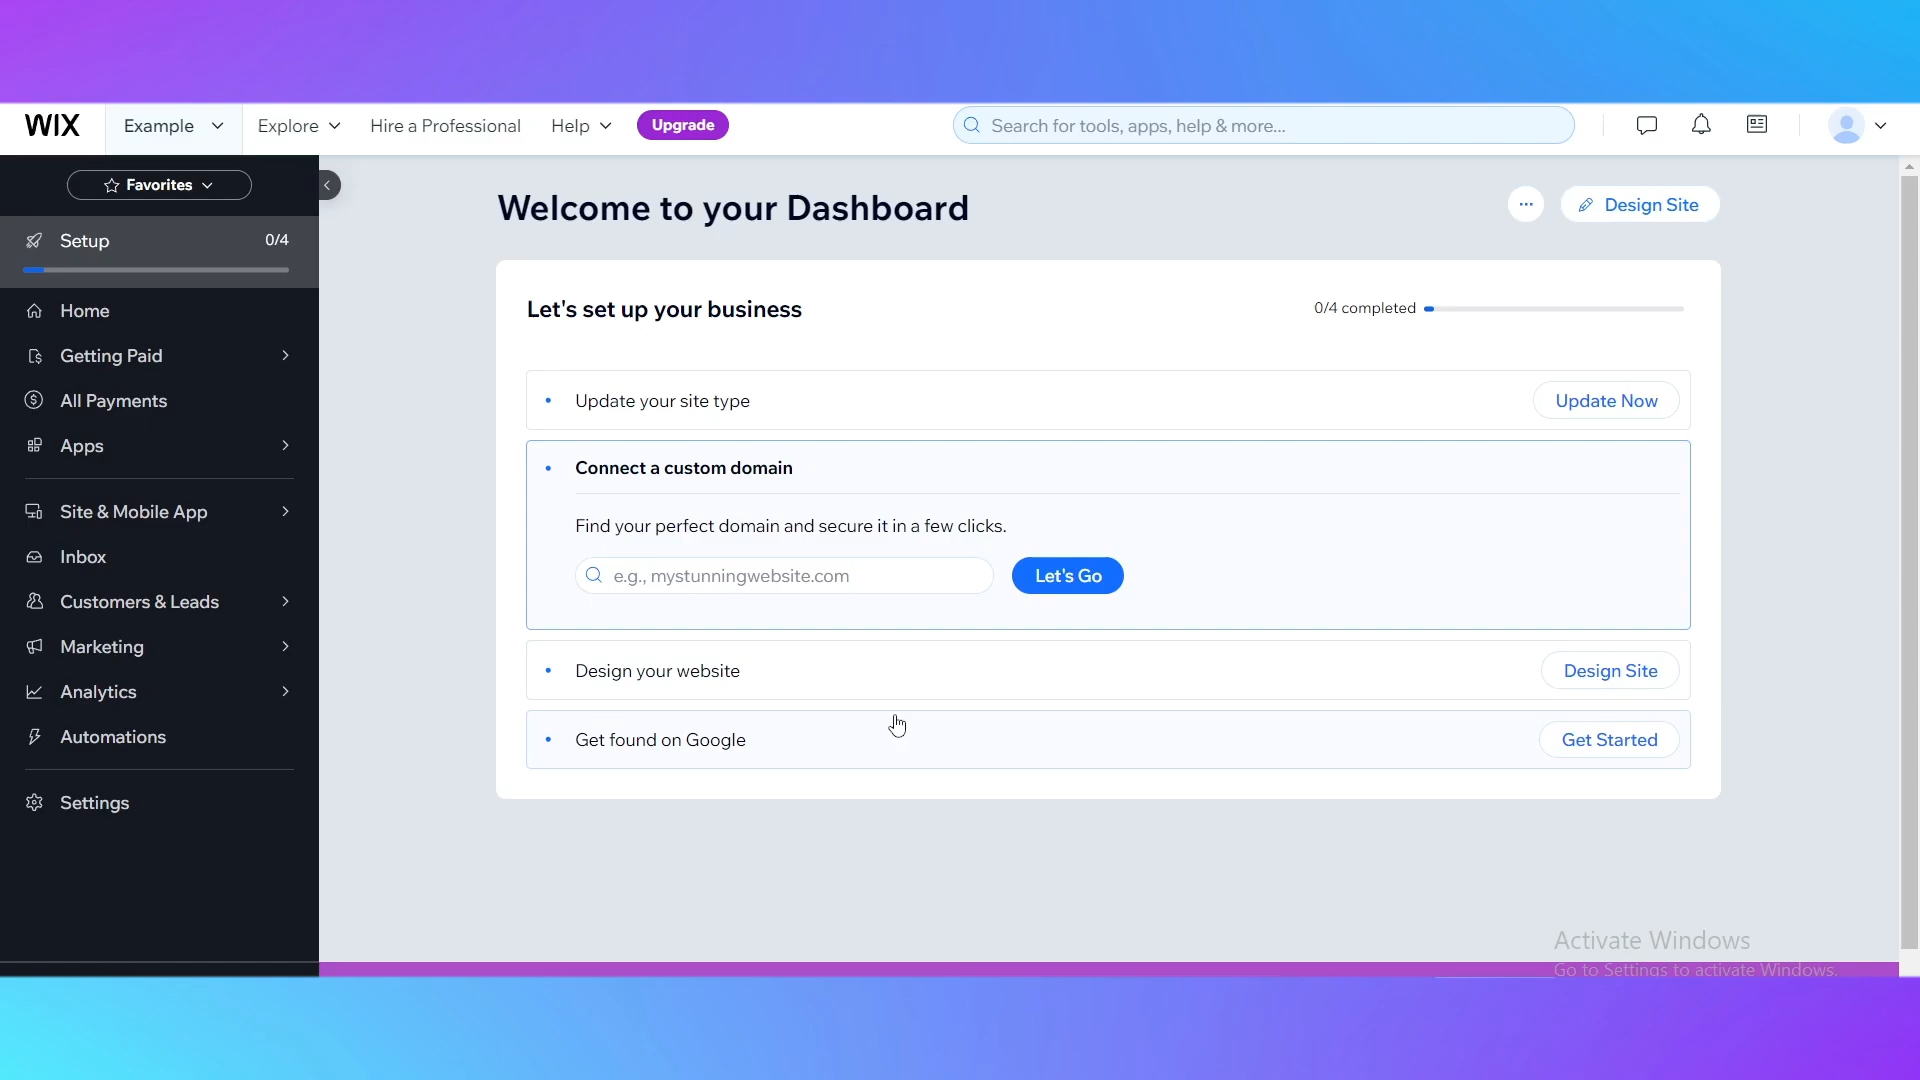 WIX
Example
Explore
Hire a Professional
Help
Upgrade
Search for tools, apps, help & more...
Favorites
Setup
0/4
Home
Getting Paid
All Payments
Apps
Site & Mobile App
Inbox
Customers & Leads
Marketing
Analytics
Automations
Settings
Welcome to your Dashboard
Design Site
Let's set up your business
0/4 completed
Update your site type
Update Now
Connect a custom domain
Find your perfect domain and secure it in a few clicks.
e.g., mystunningwebsite.com
Let's Go
Design your website
Design Site
Get found on Google
Get Started
Activate Windows
Go to Settings to activate Windows.